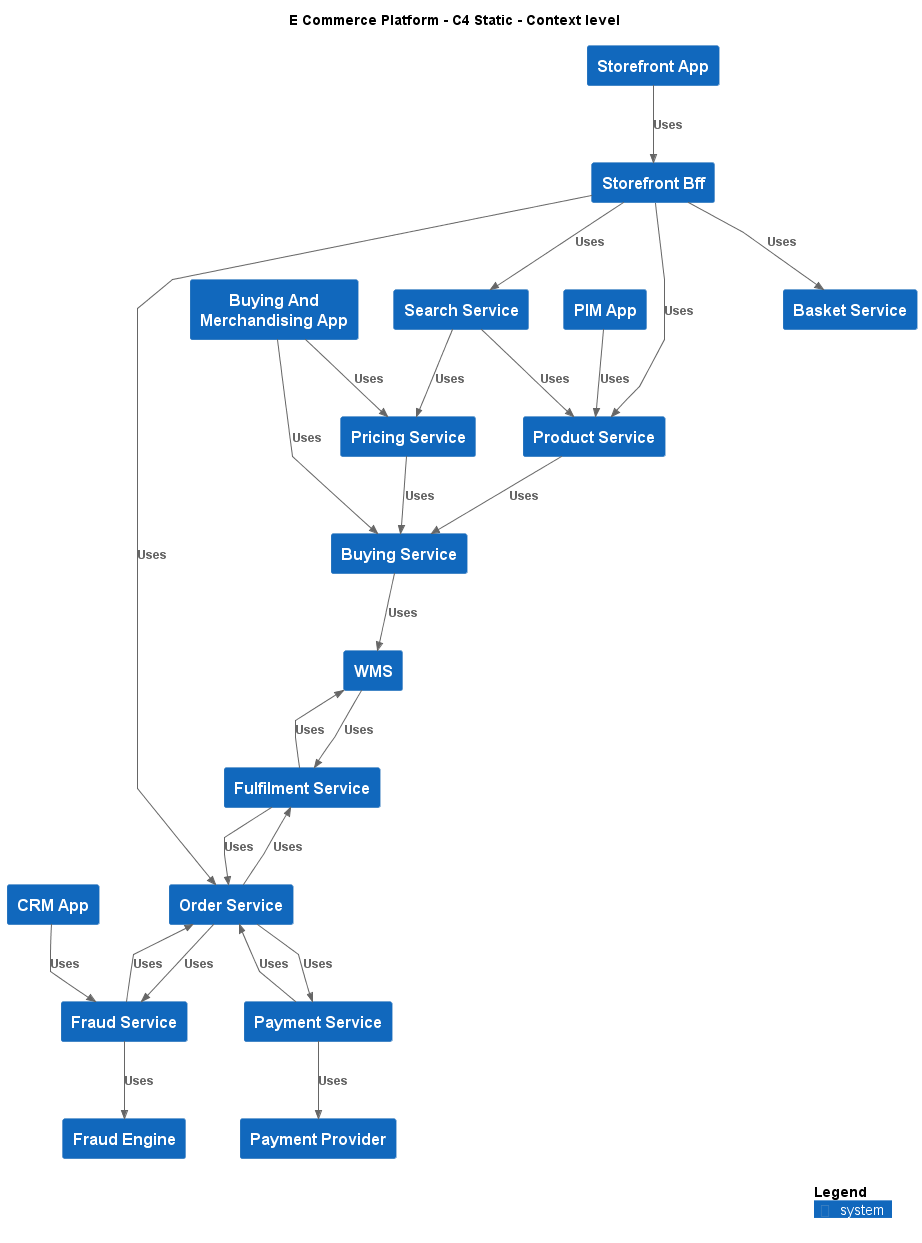 E Commerce Platform - C4 Static - Context level
Storefront App
Uses
Storefront Bff
Uses
Uses
Buying And
Merchandising App
Search Service
PIM App
Uses
Basket Service
Uses
Uses
Uses
Uses
Uses
Pricing Service
Product Service
Uses
Uses
Uses
Buying Service
Uses
WMS
Uses
Uses
Fulfilment Service
Uses
Uses
CRM App
Order Service
Uses
Uses
Uses
Uses
Uses
Fraud Service
Payment Service
Uses
Uses
Fraud Engine
Payment Provider
Legend
system